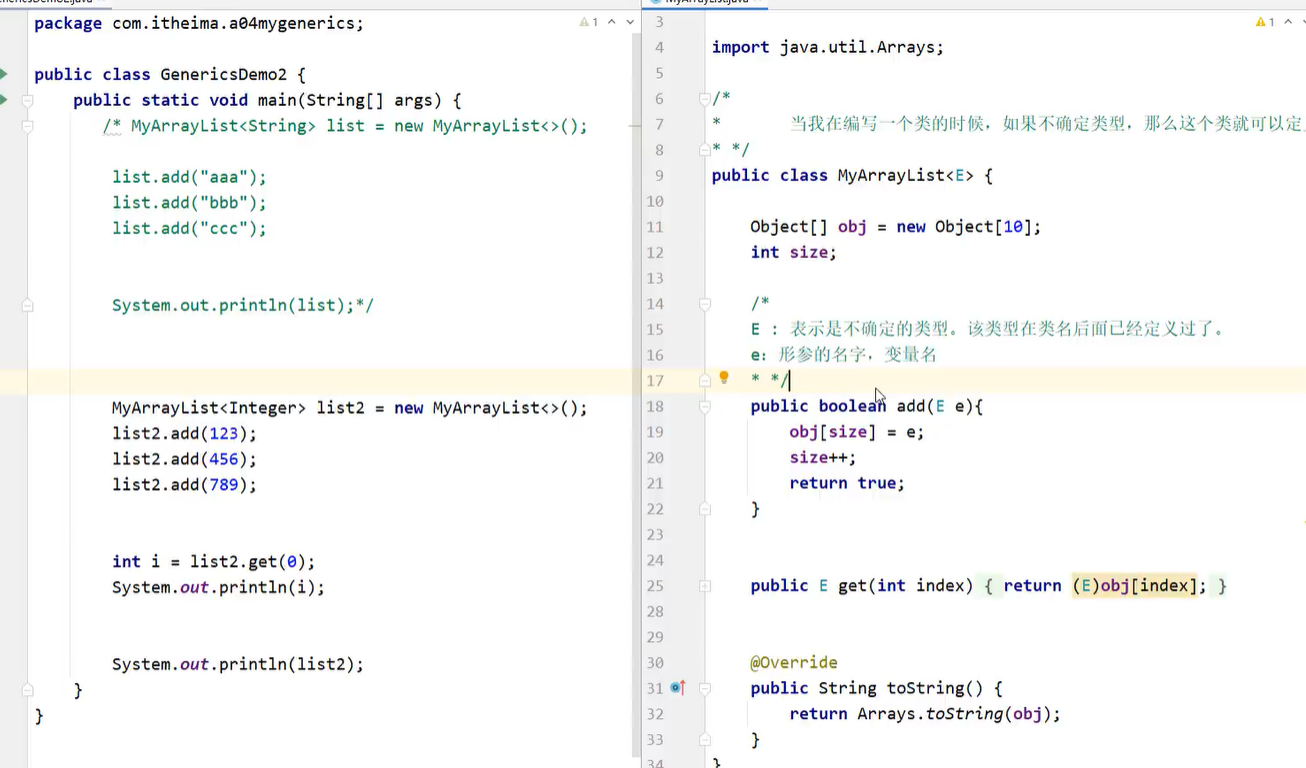 package com.itheima.a04mygenerics;
public class GenericsDemo2 {
public static void main(String[] args) {
/* MyArrayList<String> list = new MyArrayList<>();
list.add("aaa");
list.add("bbb");
list.add("ccc");
System.out.println(list);*/
MyArrayList<Integer> list2 = new MyArrayList<>();
list2.add(123);
list2.add(456);
list2.add(789);
int i = list2.get(0);
System.out.println(i);
System.out.println(list2);
}
}
1
3
4 import java.util.Arrays;
5
6 /*
7 * 当我在编写一个类的时候，如果不确定类型，那么这个类就可以定
8 * */
9 public class MyArrayList<E> {
10
11 Object[] obj = new Object[10];
12 int size;
13
14 /*
15 E : 表示是不确定的类型。该类型在类名后面已经定义过了。
16 e: 形参的名字，变量名
17 * */
18 public boolean add(E e){
19 obj[size] = e;
20 size++;
21 return true;
22 }
23
24
25 public E get(int index) { return (E)obj[index]; }
28
29
30 @Override
31 public String toString() {
32 return Arrays.toString(obj);
33 }
34 }
1